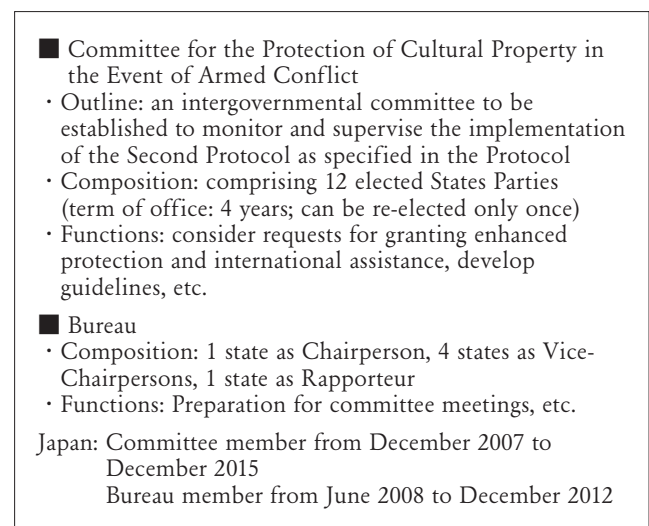 ■ Committee for the Protection of Cultural Property in
the Event of Armed Conflict
・Outline: an intergovernmental committee to be
established to monitor and supervise the implementation
of the Second Protocol as specified in the Protocol
・Composition: comprising 12 elected States Parties
(term of office: 4 years; can be re-elected only once)
・Functions: consider requests for granting enhanced
protection and international assistance, develop
guidelines, etc.
■ Bureau
・Composition: 1 state as Chairperson, 4 states as Vice-
Chairpersons, 1 state as Rapporteur
・Functions: Preparation for committee meetings, etc.
Japan: Committee member from December 2007 to
December 2015
Bureau member from June 2008 to December 2012